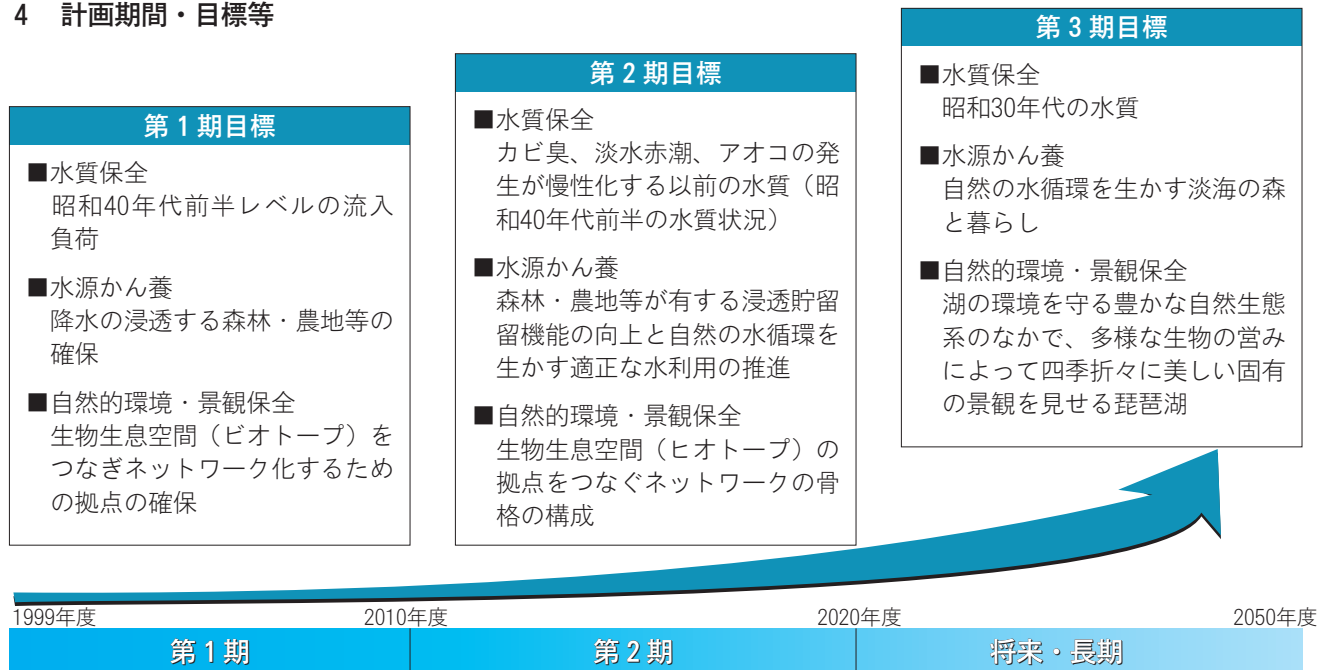 4　計画期間・目標等
第1期目標
■水質保全
昭和40年代前半レベルの流入
負荷
■水源かん養
降水の浸透する森林・農地等の
確保
■自然的環境・景観保全
生物生息空間（ビオトープ）を
つなぎネットワーク化するため
の拠点の確保
第2期目標
■水質保全
カビ臭、淡水赤潮、アオコの発
生が慢性化する以前の水質（昭
和40年代前半の水質状況）
■水源かん養
森林・農地等が有する浸透貯留
留機能の向上と自然の水循環を
生かす適正な水利用の推進
■自然的環境・景観保全
生物生息空間（ヒオトープ）の
拠点をつなぐネットワークの骨
格の構成
第3期目標
■水質保全
昭和30年代の水質
■水源かん養
自然の水循環を生かす淡海の森
と暮らし
■自然的環境・景観保全
湖の環境を守る豊かな自然生態
系のなかで、多様な生物の営み
によって四季折々に美しい固有
の景観を見せる琵琶湖
1999年度
2010年度
2020年度
2050年度
第1期
第2期
将来・長期